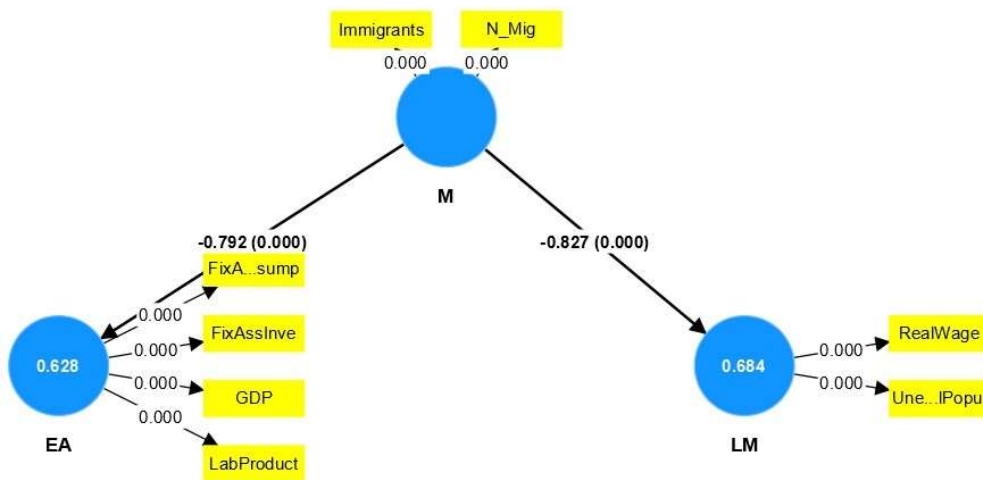 Immigrants
N_Mig
0.000
0.000
M
-0.792 (0.000)
-0.827 (0.000)
FixA...sump
0.000
FixAssInve
0.000
0.628
0.000
GDP
0.000
EA
LabProduct
RealWage
0.000
0.684
0.000
Une...lPopu
LM